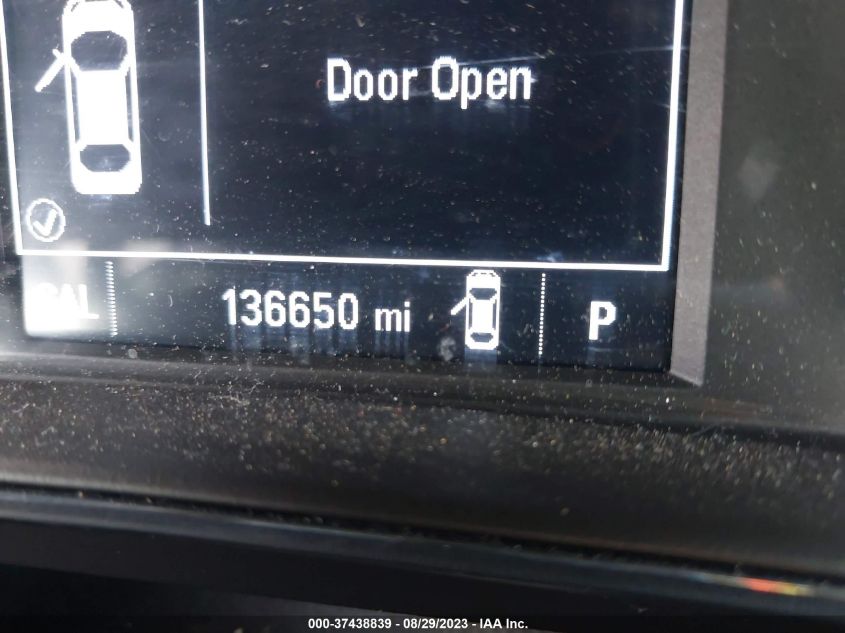 Door Open
136650 mi P
000-37438839 - 08/29/2023 - IAA Inc.